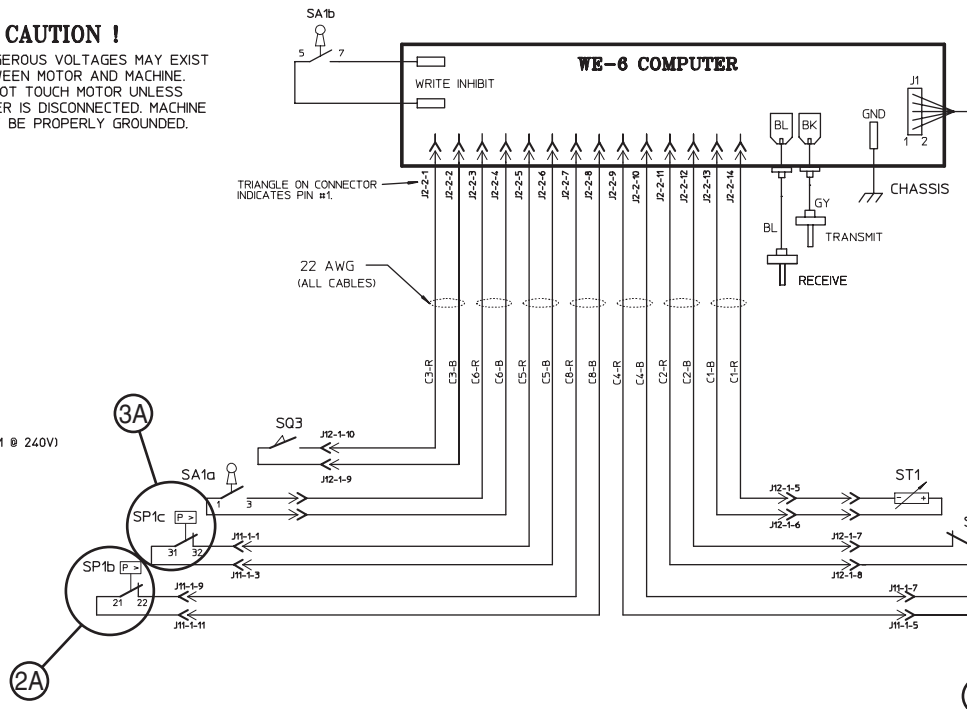 SA1b
CAUTION !
GEROUS VOLTAGES MAY EXIST
WEEN MOTOR AND MACHINE.
OT TOUCH MOTOR UNLESS
ER IS DISCONNECTED. MACHINE
BE PROPERLY GROUNDED.
5 7
WE-6 COMPUTER
WRITE INHIBIT
J1
1 2
GND
BL BK
CHASSIS
GY
TRANSMIT
BL
RECEIVE
TRIANGLE ON CONNECTOR
INDICATES PIN #1.
J2-2-1
J2-2-2
J2-2-3
J2-2-4
J2-2-5
J2-2-6
J2-2-7
J2-2-8
J2-2-9
J2-2-10
J2-2-11
J2-2-12
J2-2-13
J2-2-14
22 AWG
(ALL CABLES)
C3-R
C3-B
C6-R
C6-B
C5-R
C5-B
C8-R
C8-B
C4-R
C4-B
C2-R
C2-B
C1-B
C1-R
3A
M @ 240V)
SQ3
J12-1-10
J12-1-9
SA1a
1 3
SP1c P >
31 32
J11-1-1
J11-1-3
SP1b P >
21 22
J11-1-9
J11-1-11
2A
ST1
- +
J12-1-5
J12-1-6
S
J12-1-7
J12-1-8
J11-1-7
J11-1-5